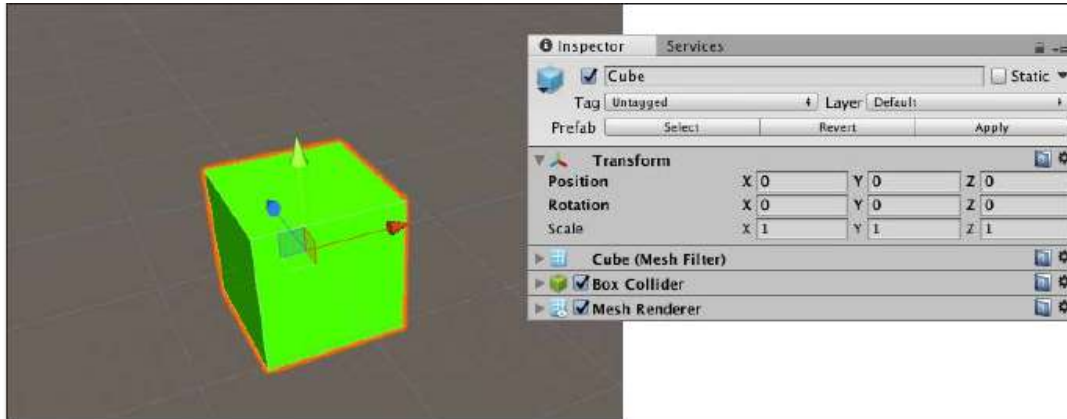 Inspector Services
Cube Static
Tag Untagged Layer Default
Prefab Select Revert Apply
Transform
Position X 0 Y 0 Z 0
Rotation X 0 Y 0 Z 0
Scale X 1 Y 1 Z 1
Cube (Mesh Filter)
Box Collider
Mesh Renderer